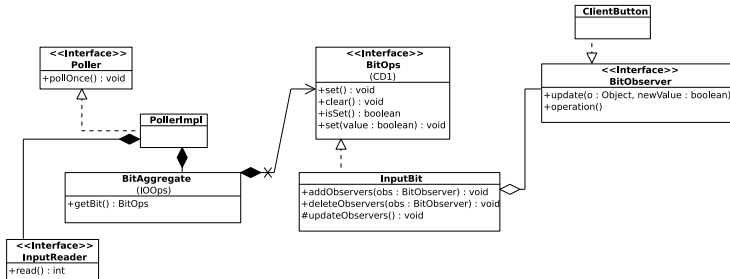 ClientButton
<<Interface>>
Poller
+pollOnce() : void
<<Interface>>
BitOps
(CD1)
+set() : void
+clear() : void
+isSet() : boolean
+set(value : boolean) : void
<<Interface>>
BitObserver
+update(o : Object, newValue : boolean)
+operation()
PollerImpl
BitAggregate
(IOOps)
+getBit() : BitOps
InputBit
+addObservers(obs : BitObserver) : void
+deleteObservers(obs : BitObserver) : void
#updateObservers() : void
<<Interface>>
InputReader
+read() : int